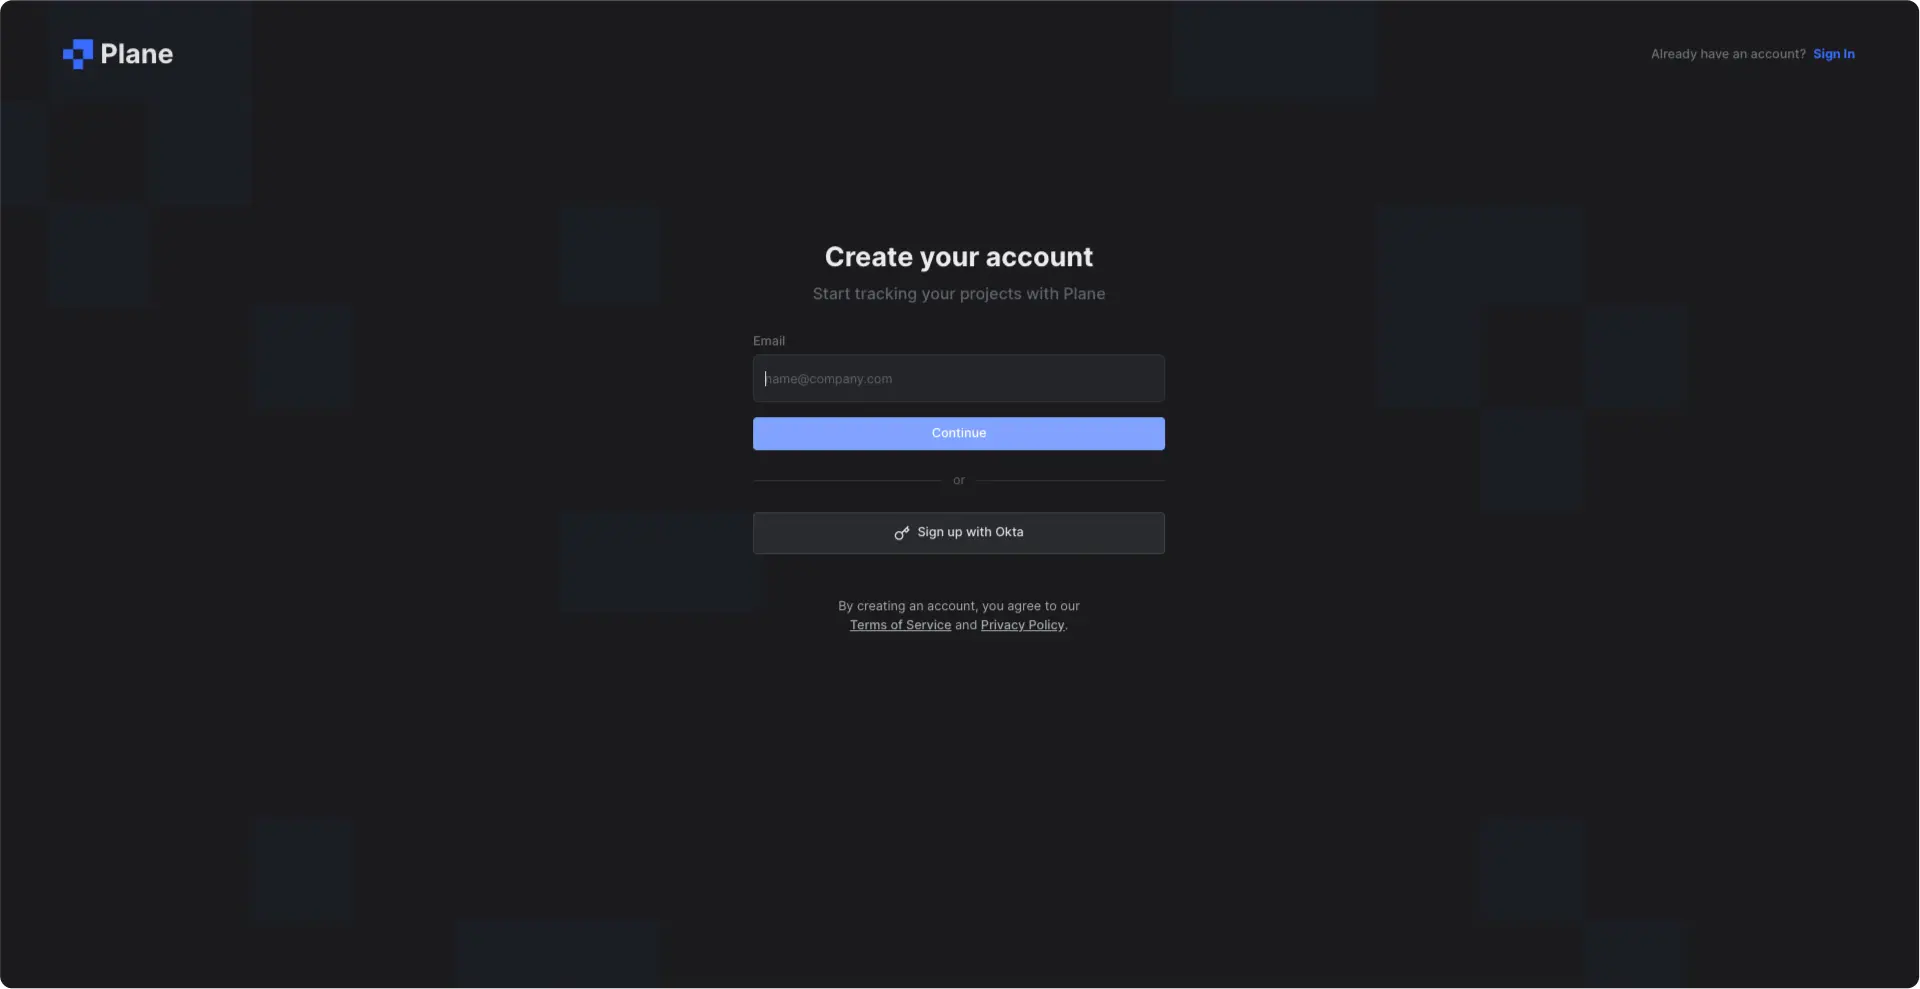 Plane
Already have an account? Sign In
Create your account
Start tracking your projects with Plane
Email
name@company.com
Continue
or
Sign up with Okta
By creating an account, you agree to our
Terms of Service and Privacy Policy.